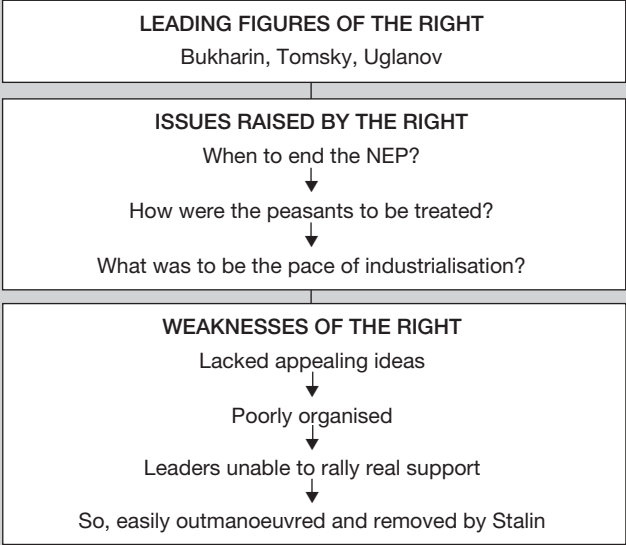 LEADING FIGURES OF THE RIGHT
Bukharin, Tomsky, Uglanov
ISSUES RAISED BY THE RIGHT
When to end the NEP?
How were the peasants to be treated?
What was to be the pace of industrialisation?
WEAKNESSES OF THE RIGHT
Lacked appealing ideas
Poorly organised
Leaders unable to rally real support
So, easily outmanoeuvred and removed by Stalin